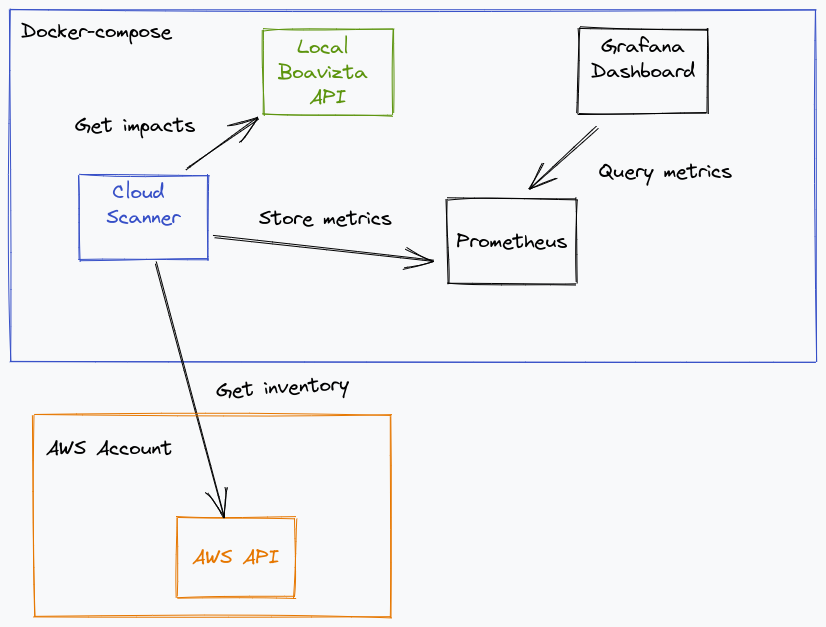 Docker-compose
Local
Boavizta
API
Grafana
Dashboard
Get impacts
Query metrics
Cloud
Scanner
Store metrics
Prometheus
Get inventory
AWS Account
AWS API